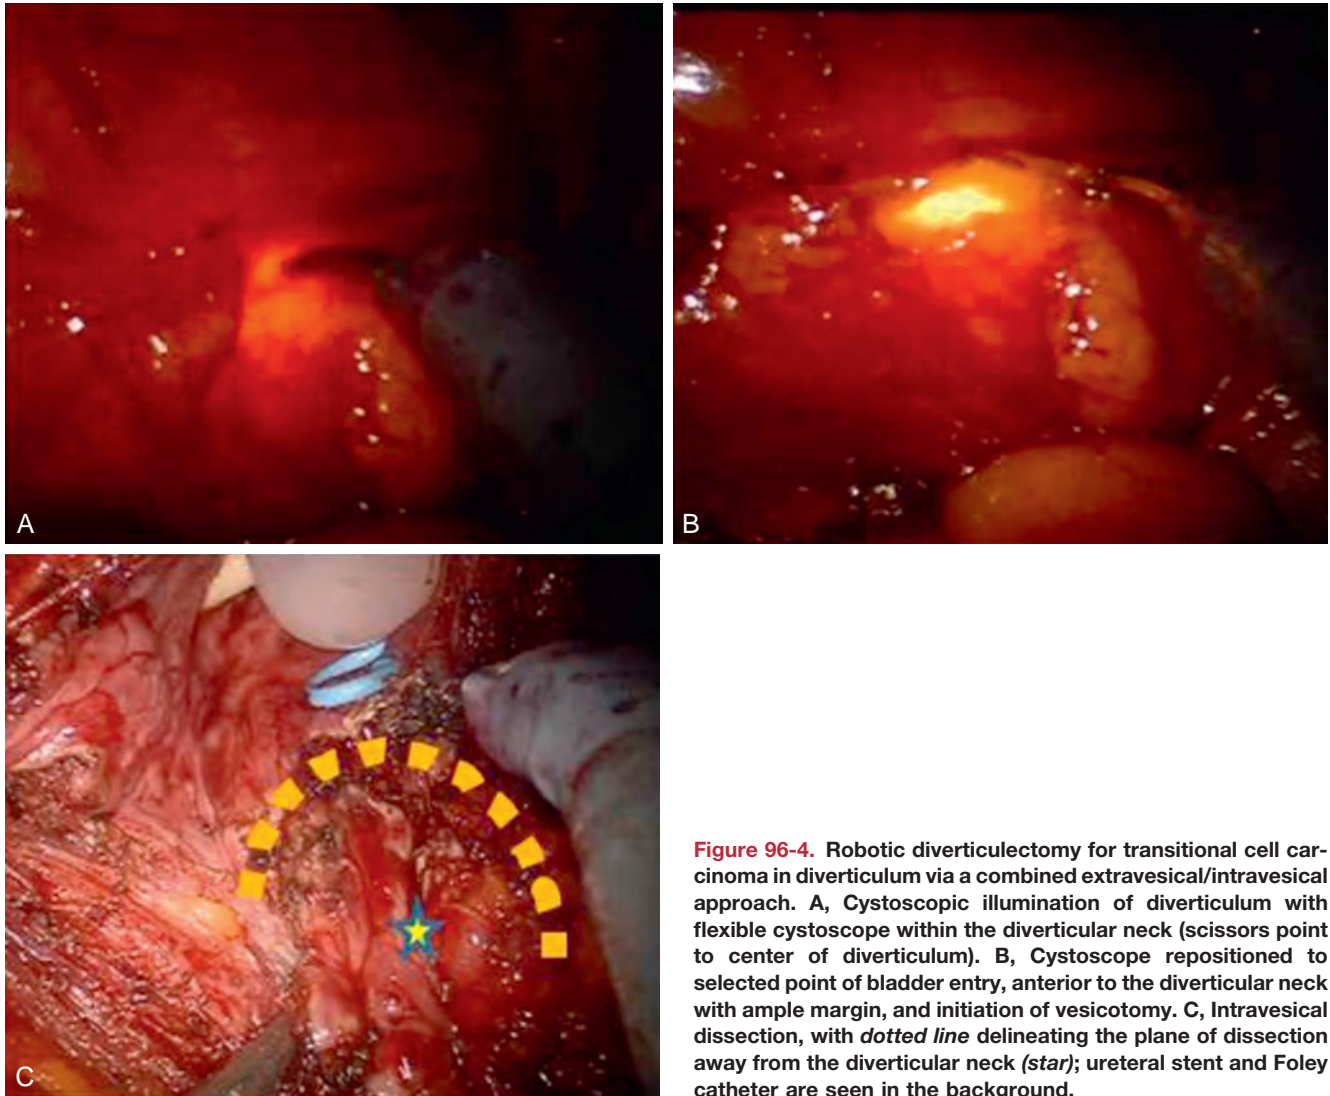 A
B
C
Figure 96-4. Robotic diverticulectomy for transitional cell car-
cinoma in diverticulum via a combined extravesical/intravesical
approach. A, Cystoscopic illumination of diverticulum with
flexible cystoscope within the diverticular neck (scissors point
to center of diverticulum). B, Cystoscope repositioned to
selected point of bladder entry, anterior to the diverticular neck
with ample margin, and initiation of vesicotomy. C, Intravesical
dissection, with dotted line delineating the plane of dissection
away from the diverticular neck (star); ureteral stent and Foley
catheter are seen in the background.